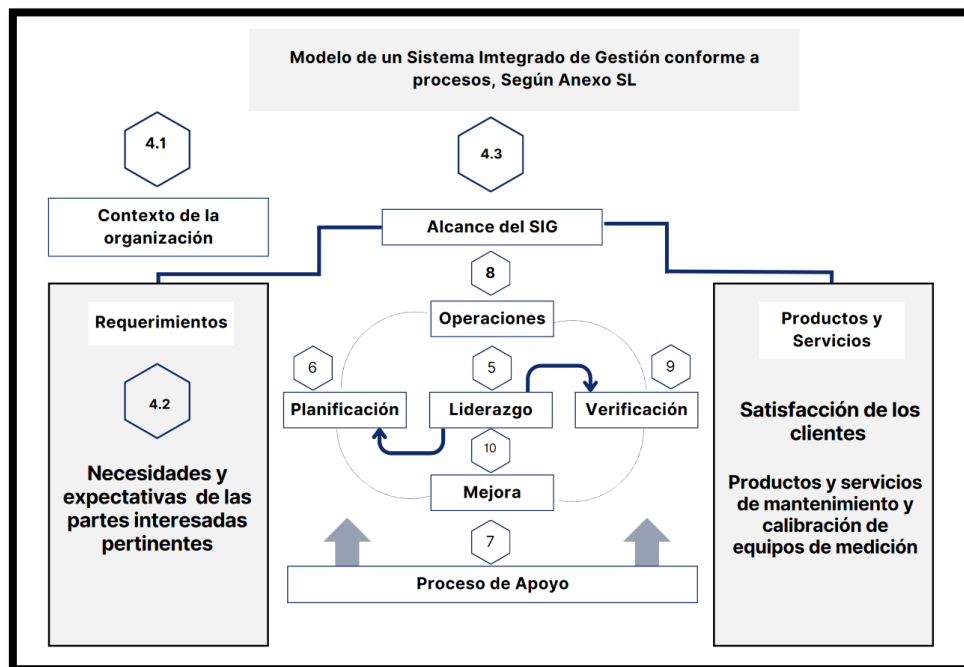 Modelo de un Sistema Imtegrado de Gestión conforme a
procesos, Según Anexo SL
4.1
4.3
Contexto de la
organización
Alcance del SIG
8
Requerimientos
Operaciones
Productos y
Servicios
4.2
6
5
9
Planificación
Liderazgo
Verificación
Satisfacción de los
clientes
10
Necesidades y
expectativas de las
partes interesadas
pertinentes
Mejora
Productos y servicios
de mantenimiento y
calibración de
equipos de medición
7
Proceso de Apoyo